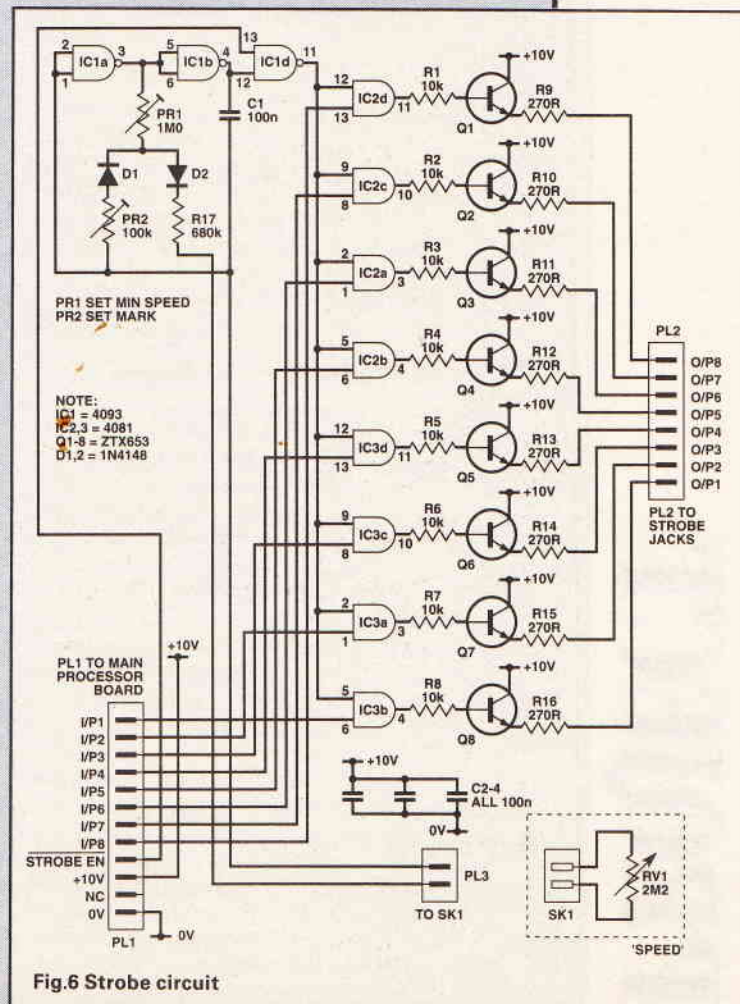 2
1
IC1a
3
5
6
IC1b
4
13
12
IC1d
11
C1
100n
PR1
1M0
D1
D2
PR2
100k
R17
680k
PR1 SET MIN SPEED
PR2 SET MARK
NOTE:
IC1 = 4093
IC2,3 = 4081
Q1-8 = ZTX653
D1,2 = 1N4148
12
13
IC2d
11
R1
10k
Q1
+10V
R9
270R
9
8
IC2c
10
R2
10k
Q2
+10V
R10
270R
2
1
IC2a
3
R3
10k
Q3
+10V
R11
270R
5
6
IC2b
4
R4
10k
Q4
+10V
R12
270R
12
13
IC3d
11
R5
10k
Q5
+10V
R13
270R
9
8
IC3c
10
R6
10k
Q6
+10V
R14
270R
2
1
IC3a
3
R7
10k
Q7
+10V
R15
270R
5
6
IC3b
4
R8
10k
Q8
+10V
R16
270R
PL2
O/P8
O/P7
O/P6
O/P5
O/P4
O/P3
O/P2
O/P1
PL2 TO
STROBE
JACKS
+10V
PL1 TO MAIN
PROCESSOR
BOARD
I/P1
I/P2
I/P3
I/P4
I/P5
I/P6
I/P7
I/P8
STROBE EN
+10V
NC
0V
PL1
0V
+10V
C2-4
ALL 100n
0V
PL3
TO SK1
SK1
RV1
2M2
'SPEED'
Fig.6 Strobe circuit